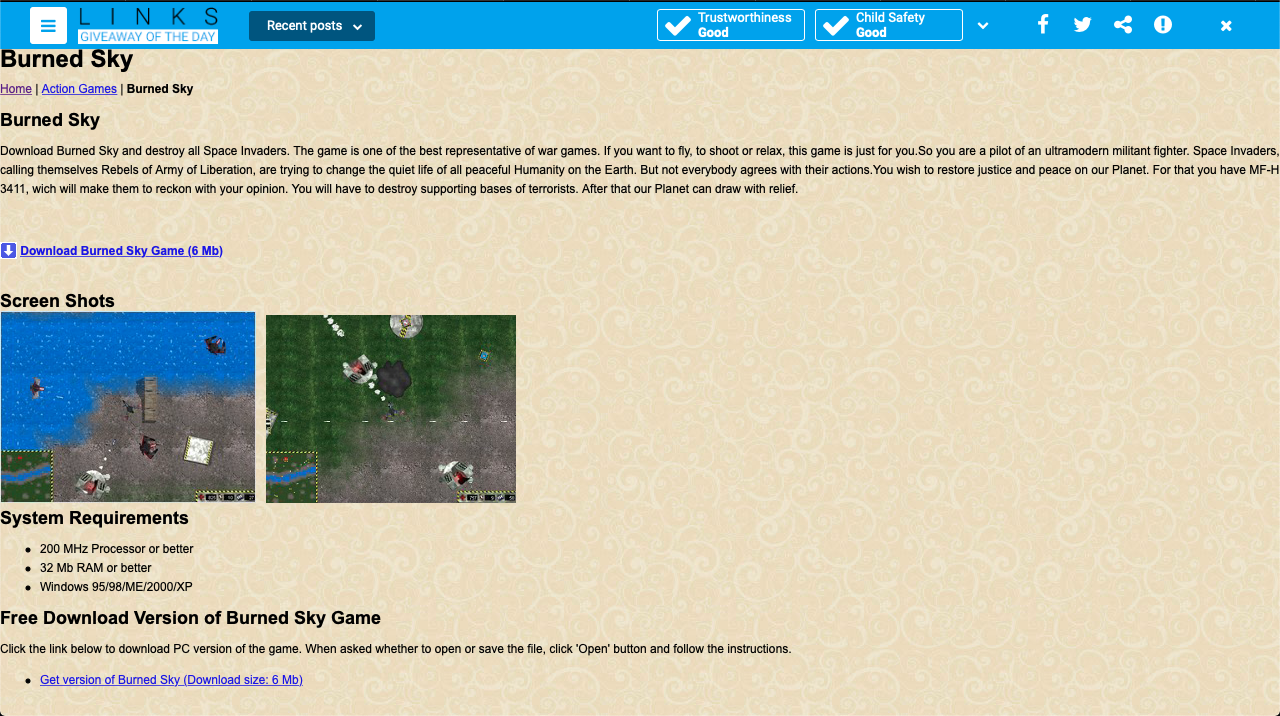 LINKS
GIVEAWAY OF THE DAY
Recent posts
Trustworthiness
Good
Child Safety
Good
Burned Sky
Home | Action Games | Burned Sky
Burned Sky
Download Burned Sky and destroy all Space Invaders. The game is one of the best representative of war games. If you want to fly, to shoot or relax, this game is just for you.So you are a pilot of an ultramodern militant fighter. Space Invaders,
calling themselves Rebels of Army of Liberation, are trying to change the quiet life of all peaceful Humanity on the Earth. But not everybody agrees with their actions.You wish to restore justice and peace on our Planet. For that you have MF-H
3411, wich will make them to reckon with your opinion. You will have to destroy supporting bases of terrorists. After that our Planet can draw with relief.
Download Burned Sky Game (6 Mb)
Screen Shots
System Requirements
200 MHz Processor or better
32 Mb RAM or better
Windows 95/98/ME/2000/XP
Free Download Version of Burned Sky Game
Click the link below to download PC version of the game. When asked whether to open or save the file, click 'Open' button and follow the instructions.
Get version of Burned Sky (Download size: 6 Mb)